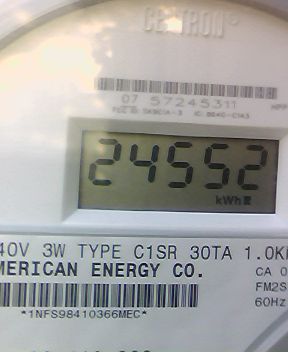 CENTRON®
07 57245311
24552
kWh
40V 3W TYPE C1SR 30TA 1.0K
MERICAN ENERGY CO.
CA 0
FM2S
60Hz
*1NFS98410366MEC*